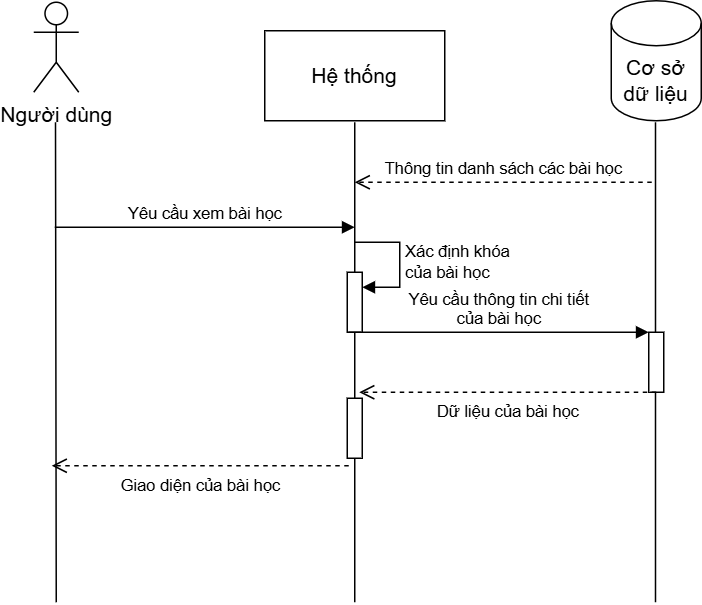 Người dùng
Hệ thống
Cơ sở
dữ liệu
Thông tin danh sách các bài học
Yêu cầu xem bài học
Xác định khóa
của bài học
Yêu cầu thông tin chi tiết
của bài học
Dữ liệu của bài học
Giao diện của bài học